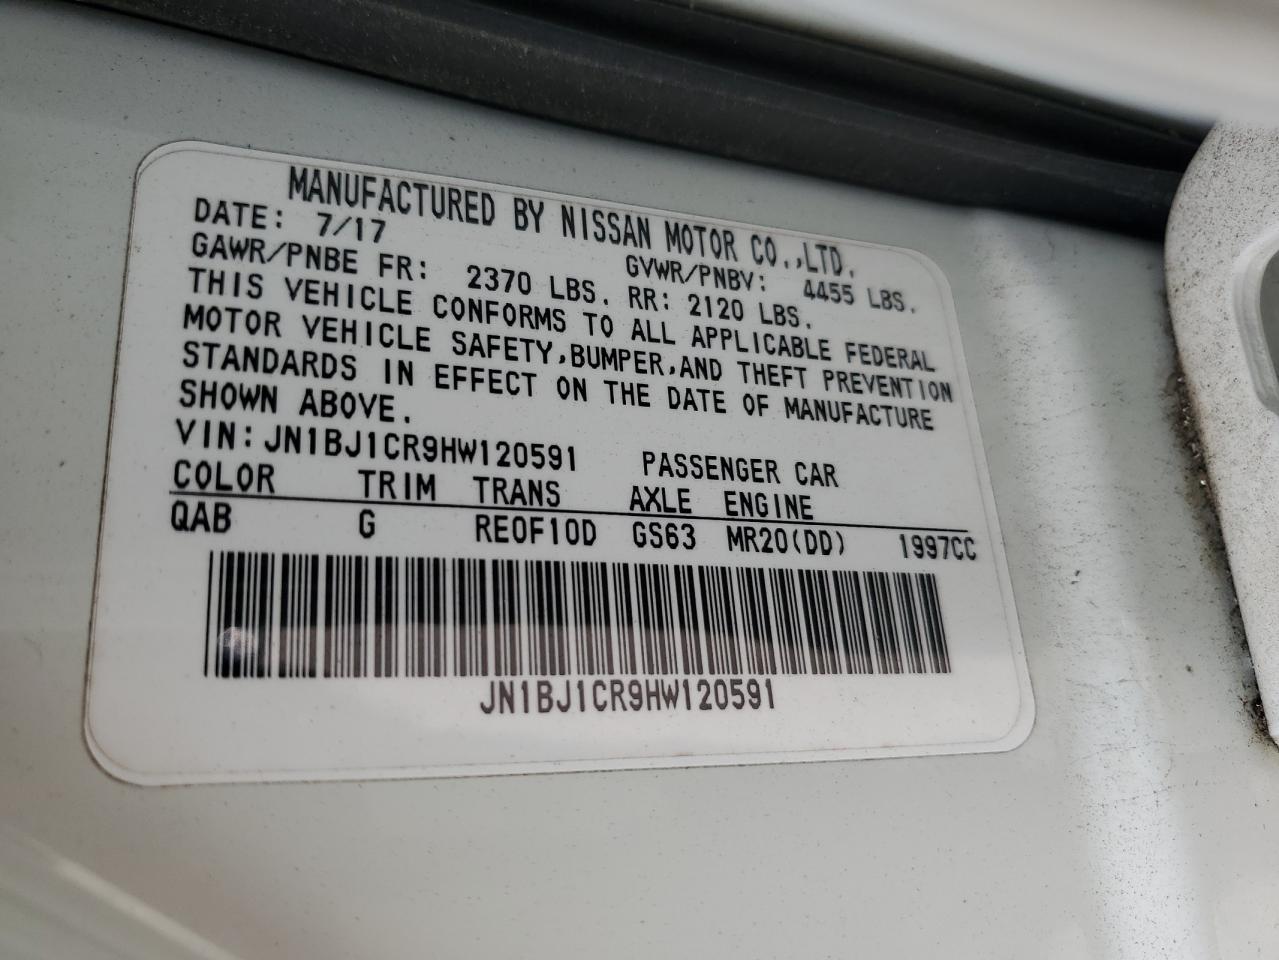 MANUFACTURED BY NISSAN MOTOR CO.,LTD.
DATE: 7/17 GVWR/PNBV: 4455 LBS.
GAWR/PNBE FR: 2370 LBS. RR: 2120 LBS.
THIS VEHICLE CONFORMS TO ALL APPLICABLE FEDERAL
MOTOR VEHICLE SAFETY,BUMPER,AND THEFT PREVENTION
STANDARDS IN EFFECT ON THE DATE OF MANUFACTURE
SHOWN ABOVE.
VIN:JN1BJ1CR9HW120591 PASSENGER CAR
COLOR TRIM TRANS AXLE ENGINE
QAB G RE0F10D GS63 MR20(DD) 1997CC
JN1BJ1CR9HW120591